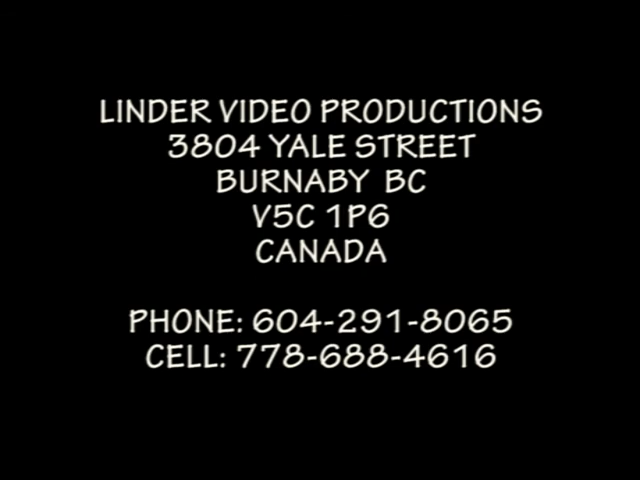 LINDER VIDEO PRODUCTIONS
3804 YALE STREET
BURNABY BC
V5C 1P6
CANADA
PHONE: 604-291-8065
CELL: 778-688-4616